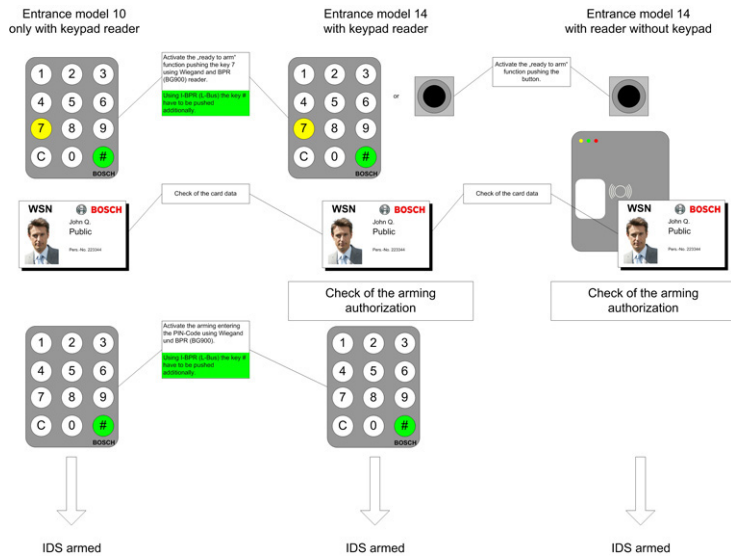 Entrance model 10
only with keypad reader
Entrance model 14
with keypad reader
Entrance model 14
with reader without keypad
1 2 3
4 5 6
7 8 9
C 0 #
BOSCH
Activate the „ready to arm"
function pushing the key 7
using Wiegand and BPR
(BG900) reader.
Using I-BPR (L-Bus) the key #
have to be pushed
additionally.
1 2 3
4 5 6
7 8 9
C 0 #
BOSCH
or
Activate the „ready to arm"
function pushing the
button.
WSN BOSCH
John Q.
Public
Pers.-No. 223344
Check of the card data
WSN BOSCH
John Q.
Public
Pers.-No. 223344
Check of the card data
WSN BOSCH
John Q.
Public
Pers.-No. 223344
Check of the arming
authorization
Check of the arming
authorization
1 2 3
4 5 6
7 8 9
C 0 #
BOSCH
Activate the arming entering
the PIN-Code using Wiegand
und BPR (BG900).
Using I-BPR (L-Bus) the key #
have to be pushed
additionally.
1 2 3
4 5 6
7 8 9
C 0 #
BOSCH
IDS armed
IDS armed
IDS armed